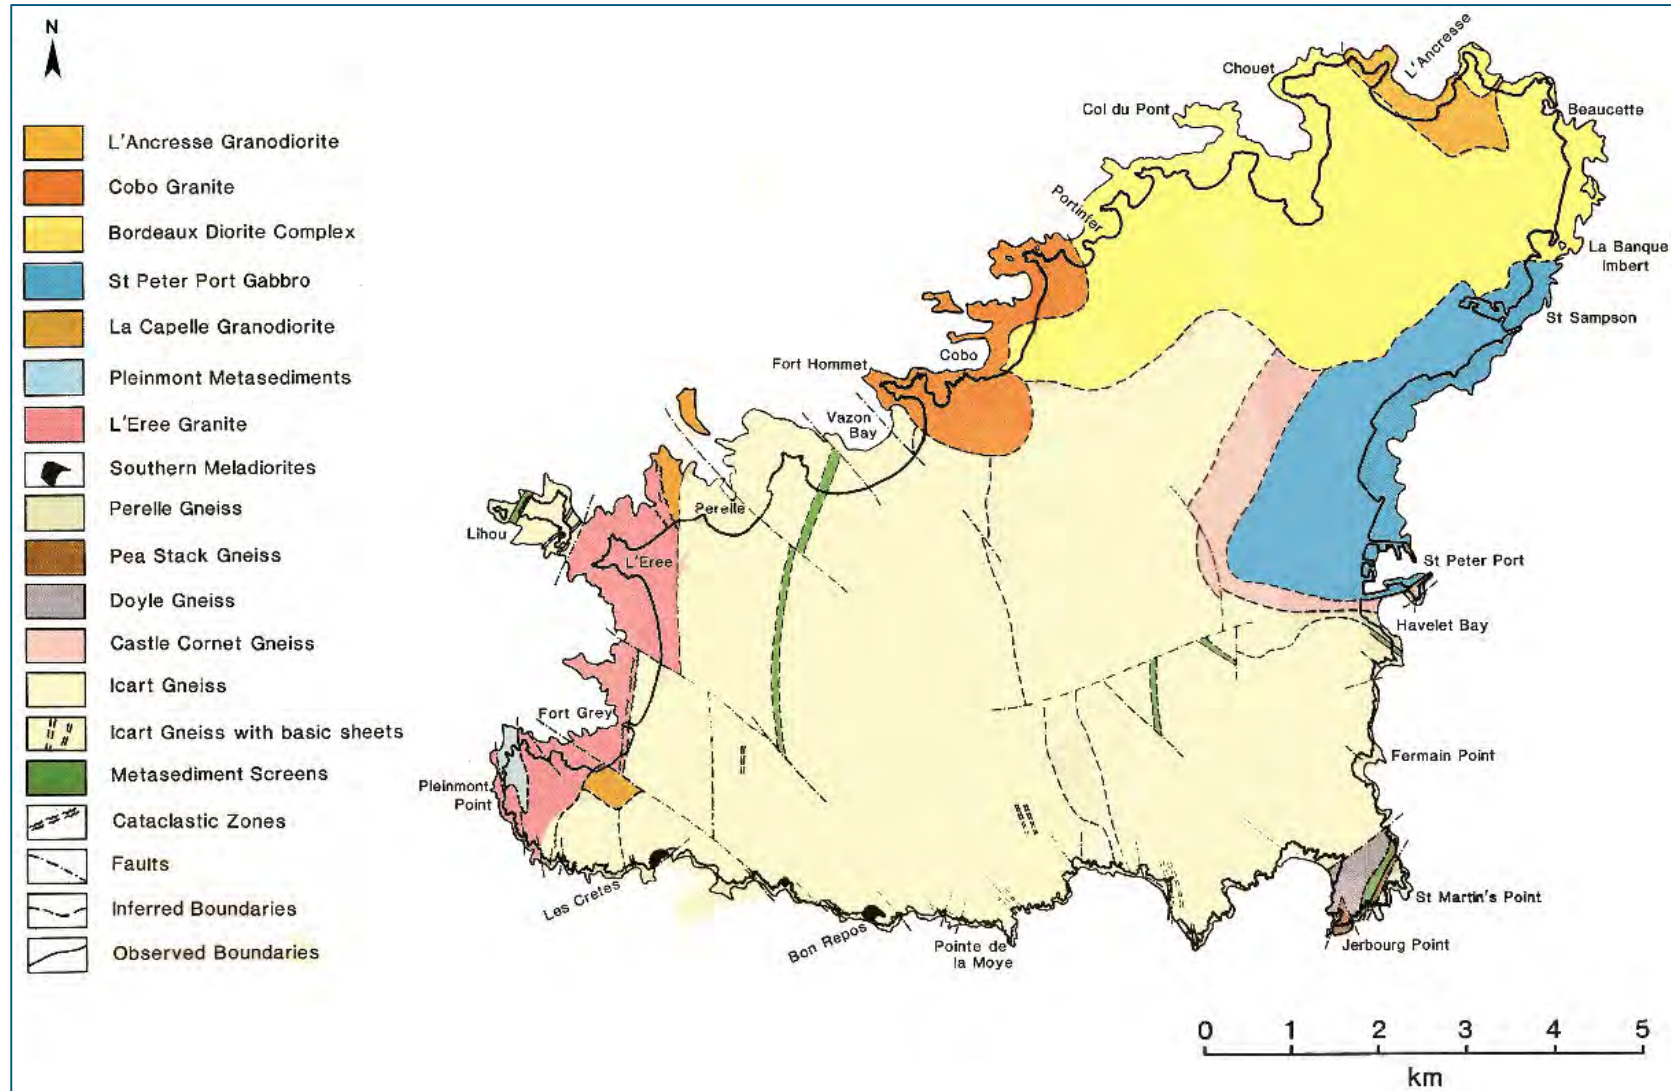 N
L'Ancresse Granodiorite
Cobo Granite
Bordeaux Diorite Complex
St Peter Port Gabbro
La Capelle Granodiorite
Pleinmont Metasediments
L'Eree Granite
Southern Meladiorites
Perelle Gneiss
Pea Stack Gneiss
Doyle Gneiss
Castle Cornet Gneiss
Icart Gneiss
Icart Gneiss with basic sheets
Metasediment Screens
Cataclastic Zones
Faults
Inferred Boundaries
Observed Boundaries
L'Ancresse
Chouet
Col du Pont
Beaucette
Portinfer
La Banque
Imbert
St Sampson
Cobo
Fort Hommet
Vazon
Bay
Perelle
Lihou
L'Eree
St Peter Port
Havelet Bay
Fort Grey
Fermain Point
Pleinmont
Point
Les Cretes
Bon Repos
Pointe de
la Moye
St Martin's Point
Jerbourg Point
0 1 2 3 4 5
km